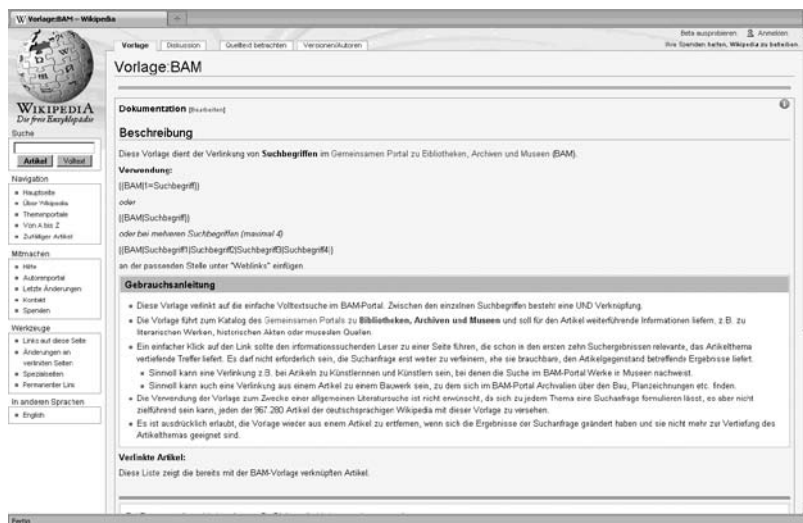 Vorlage:BAM – Wikipedia
Beta ausprobieren Anmelden
Vorlage Diskussion Quelltext betrachten Versionen/Autoren
Ihre Spenden helfen, Wikipedia zu betreiben.
Vorlage:BAM
WIKIPEDIA
Die freie Enzyklopädie
Suche
Artikel Volltext
Navigation
Hauptseite
Über Wikipedia
Themenportale
Von A bis Z
Zufälliger Artikel
Mitmachen
Hilfe
Autorenportal
Letzte Änderungen
Kontakt
Spenden
Werkzeuge
Links auf diese Seite
Änderungen an
verlinkten Seiten
Spezialseiten
Permanenter Link
In anderen Sprachen
English
Dokumentation [Bearbeiten]
Beschreibung
Diese Vorlage dient der Verlinkung von Suchbegriffen im Gemeinsamen Portal zu Bibliotheken, Archiven und Museen (BAM).
Verwendung:
{{BAM|1=Suchbegriff}}
oder
{{BAM|Suchbegriff}}
oder bei mehreren Suchbegriffen (maximal 4)
{{BAM|Suchbegriff1|Suchbegriff2|Suchbegriff3|Suchbegriff4}}
an der passenden Stelle unter "Weblinks" einfügen.
Gebrauchsanleitung
Diese Vorlage verlinkt auf die einfache Volltextsuche im BAM-Portal. Zwischen den einzelnen Suchbegriffen besteht eine UND Verknüpfung.
Die Vorlage führt zum Katalog des Gemeinsamen Portals zu Bibliotheken, Archiven und Museen und soll für den Artikel weiterführende Informationen liefern, z.B. zu
literarischen Werken, historischen Akten oder musealen Quellen.
Ein einfacher Klick auf den Link sollte den informationssuchenden Leser zu einer Seite führen, die schon in den ersten zehn Suchergebnissen relevante, das Artikelthema
vertiefende Treffer liefert. Es darf nicht erforderlich sein, die Suchanfrage erst weiter zu verfeinern, ehe sie brauchbare, den Artikelgegenstand betreffende Ergebnisse liefert.
Sinnvoll kann eine Verlinkung z.B. bei Artikeln zu Künstlerinnen und Künstlern sein, bei denen die Suche im BAM-Portal Werke in Museen nachweist.
Sinnvoll kann auch eine Verlinkung aus einem Artikel zu einem Bauwerk sein, zu dem sich im BAM-Portal Archivalien über den Bau, Planzeichnungen etc. finden.
Die Verwendung der Vorlage zum Zwecke einer allgemeinen Literatursuche ist nicht erwünscht, da sich zu jedem Thema eine Suchanfrage formulieren lässt, es aber nicht
zielführend sein kann, jeden der 967.280 Artikel der deutschsprachigen Wikipedia mit dieser Vorlage zu versehen.
Es ist ausdrücklich erlaubt, die Vorlage wieder aus einem Artikel zu entfernen, wenn sich die Ergebnisse der Suchanfrage geändert haben und sie nicht mehr zur Vertiefung des
Artikelthemas geeignet sind.
Verlinkte Artikel:
Diese Liste zeigt die bereits mit der BAM-Vorlage verknüpften Artikel.
Fertig